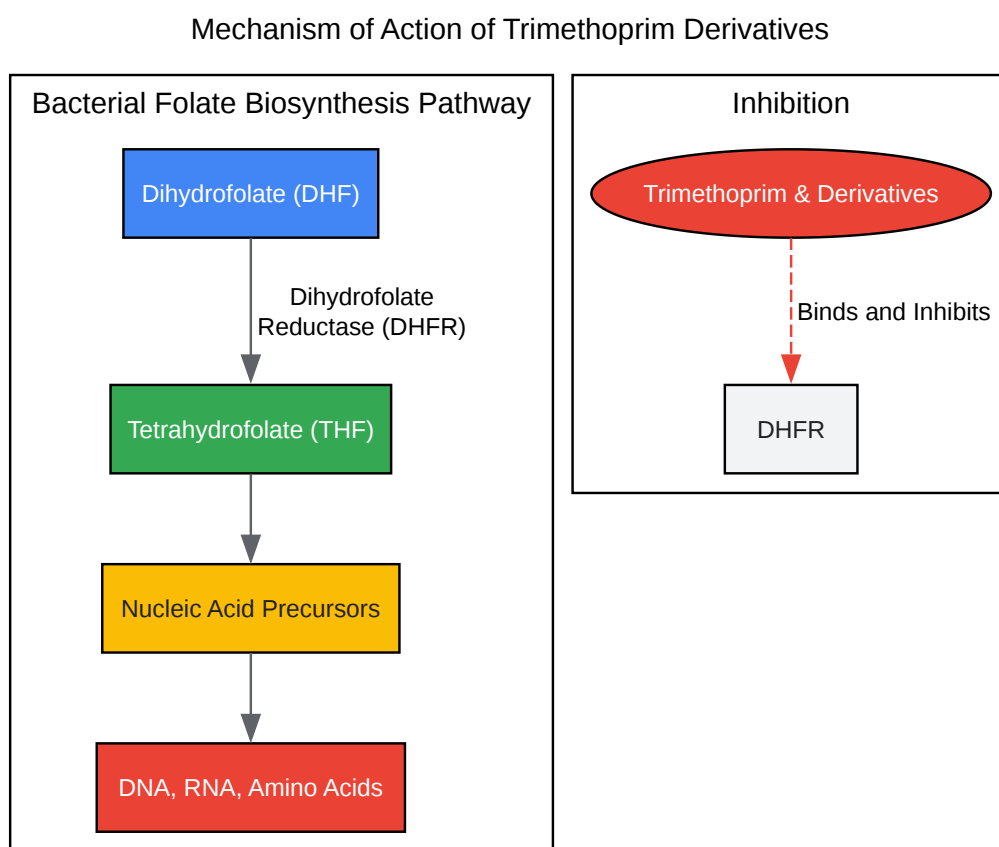 Mechanism of Action of Trimethoprim Derivatives
Bacterial Folate Biosynthesis Pathway
Dihydrofolate (DHF)
Dihydrofolate
Reductase (DHFR)
Tetrahydrofolate (THF)
Nucleic Acid Precursors
DNA, RNA, Amino Acids
Inhibition
Trimethoprim & Derivatives
Binds and Inhibits
DHFR